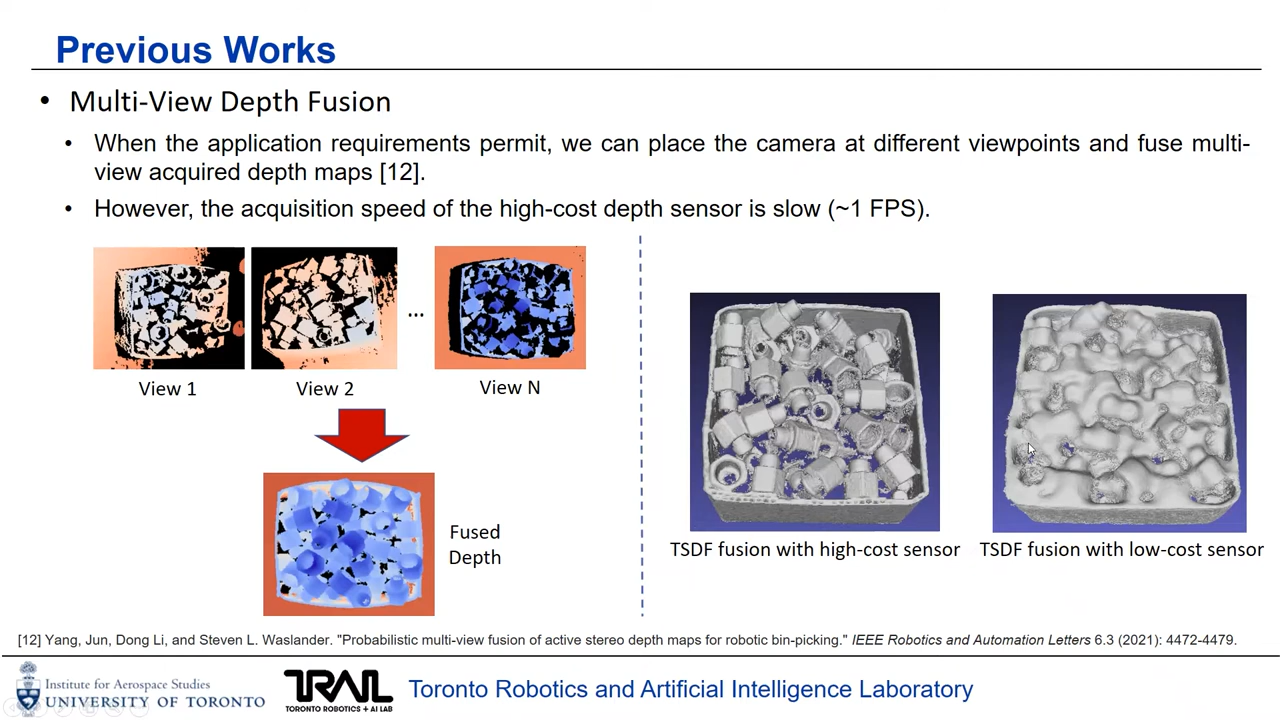 Previous Works
• Multi-View Depth Fusion
• When the application requirements permit, we can place the camera at different viewpoints and fuse multi-
view acquired depth maps [12].
• However, the acquisition speed of the high-cost depth sensor is slow (~1 FPS).
...
View 1
View 2
View N
Fused
Depth
TSDF fusion with high-cost sensor
TSDF fusion with low-cost sensor
[12] Yang, Jun, Dong Li, and Steven L. Waslander. "Probabilistic multi-view fusion of active stereo depth maps for robotic bin-picking." IEEE Robotics and Automation Letters 6.3 (2021): 4472-4479.
Institute for Aerospace Studies
UNIVERSITY OF TORONTO
TRAIL
TORONTO ROBOTICS + AI LAB
Toronto Robotics and Artificial Intelligence Laboratory